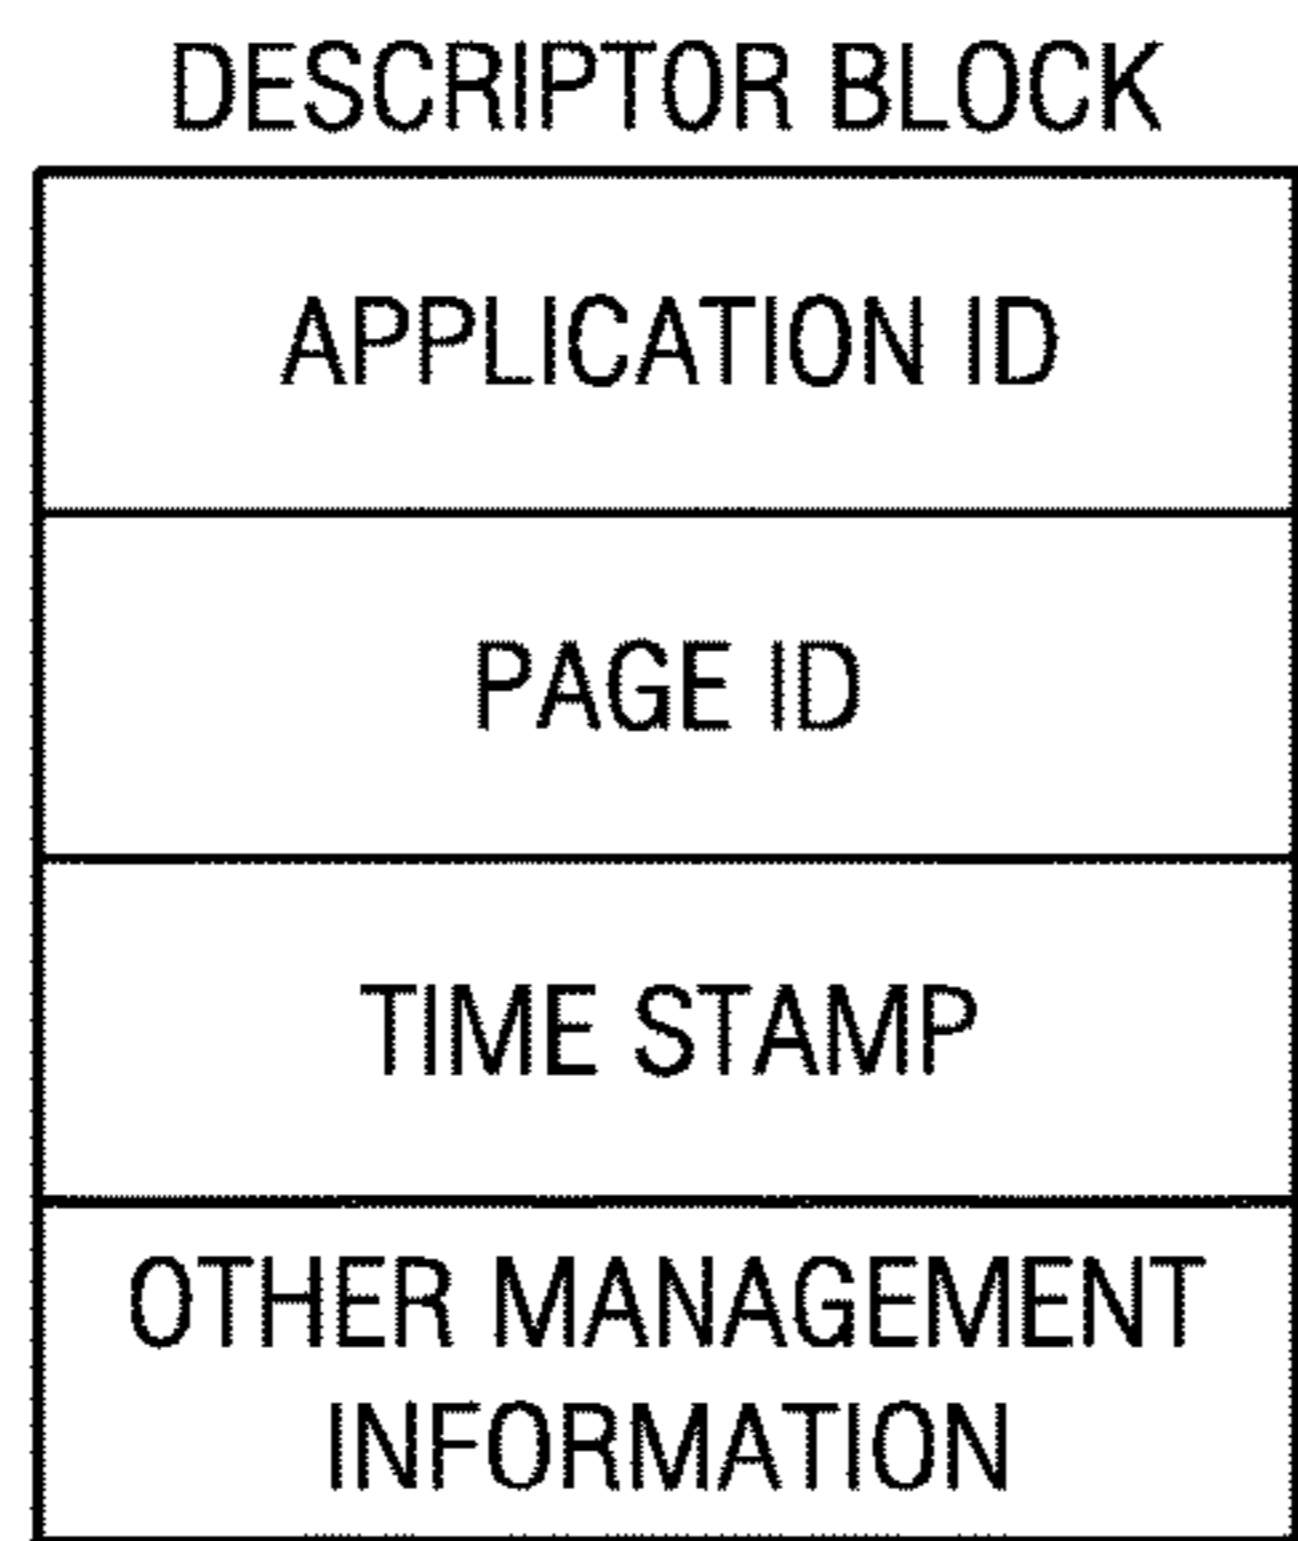 DESCRIPTOR BLOCK
APPLICATION ID
PAGE ID
TIME STAMP
OTHER MANAGEMENT
INFORMATION